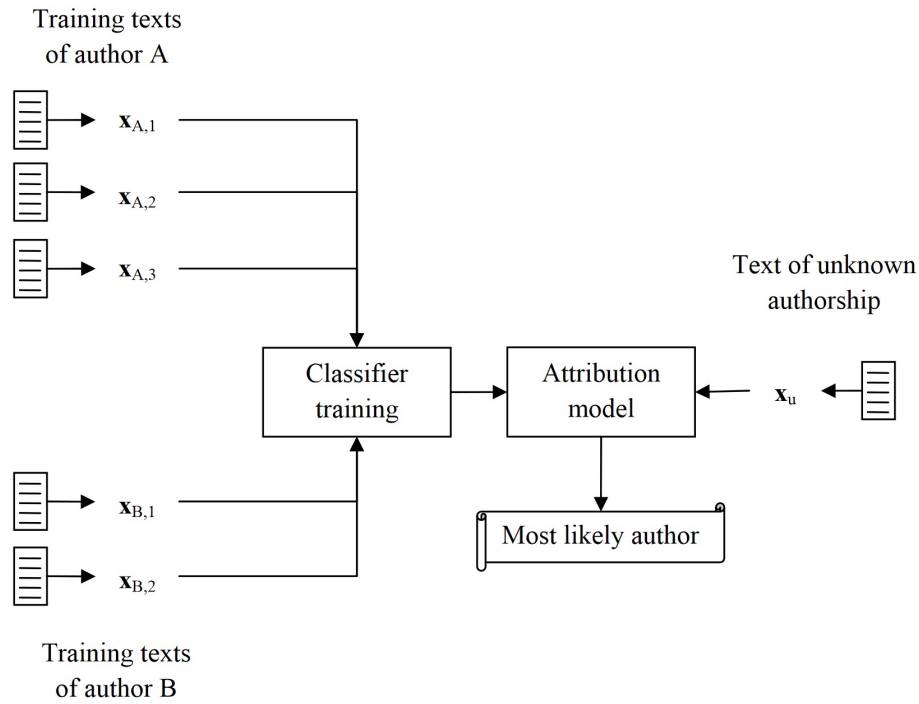 Training texts
of author A
x_A,1
x_A,2
x_A,3
Text of unknown
authorship
Classifier
training
Attribution
model
x_u
x_B,1
Most likely author
x_B,2
Training texts
of author B